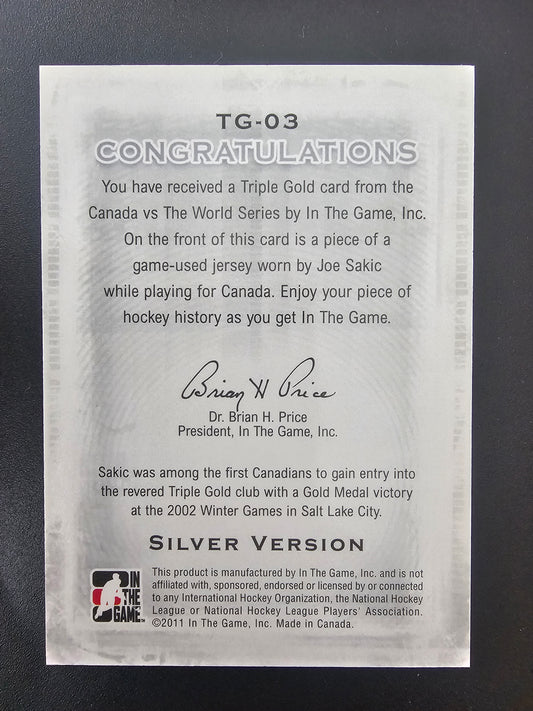 TG-03
CONGRATULATIONS
You have received a Triple Gold card from the
Canada vs The World Series by In The Game, Inc.
On the front of this card is a piece of a
game-used jersey worn by Joe Sakic
while playing for Canada. Enjoy your piece of
hockey history as you get In The Game.
Brian H Price
Dr. Brian H. Price
President, In The Game, Inc.
Sakic was among the first Canadians to gain entry into
the revered Triple Gold club with a Gold Medal victory
at the 2002 Winter Games in Salt Lake City.
SILVER VERSION
IN
THE
GAME™
This product is manufactured by In The Game, Inc. and is not
affiliated with, sponsored, endorsed or licensed by or connected
to any International Hockey Organization, the National Hockey
League or National Hockey League Players' Association.
©2011 In The Game, Inc. Made in Canada.